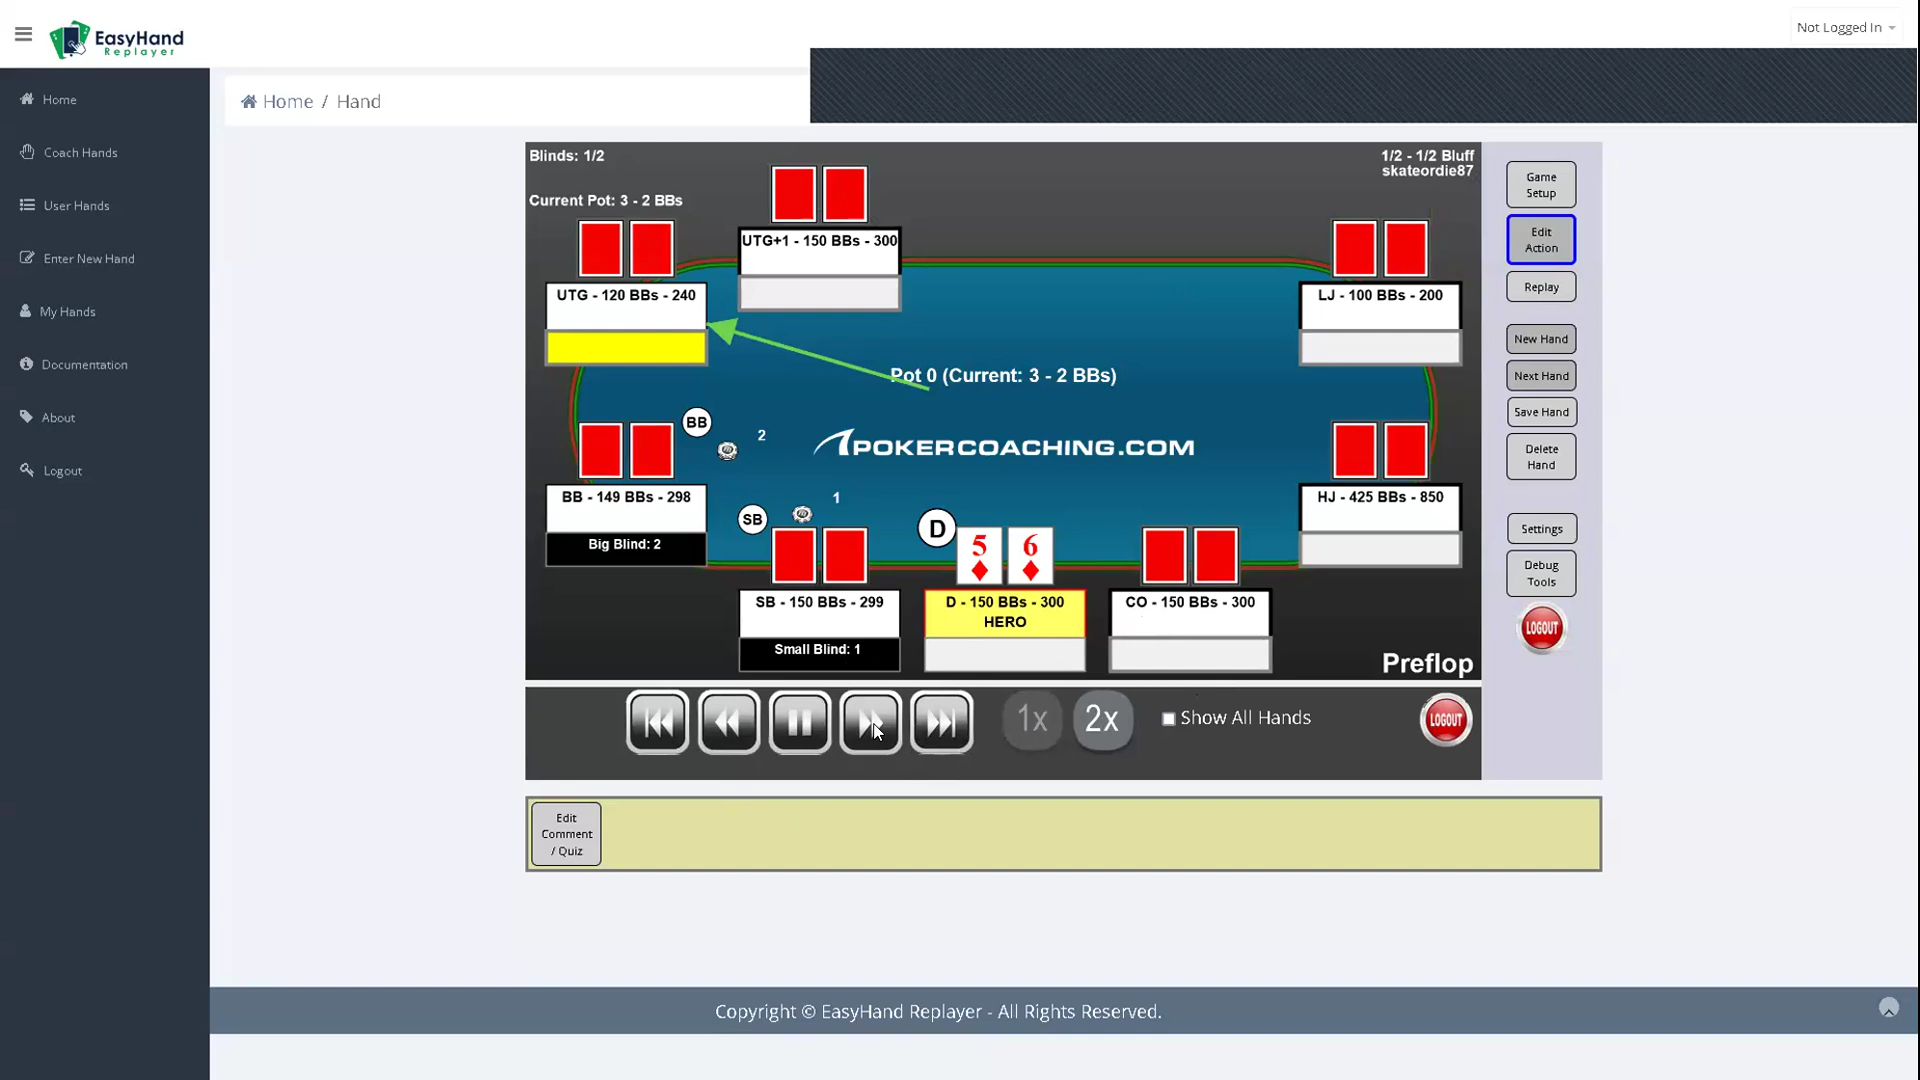 EasyHand
Replayer
Not Logged In
Home / Hand
Home
Coach Hands
User Hands
Enter New Hand
My Hands
Documentation
About
Logout
Blinds: 1/2
1/2 - 1/2 Bluff
skateordie87
Current Pot: 3 - 2 BBs
UTG+1 - 150 BBs - 300
UTG - 120 BBs - 240
LJ - 100 BBs - 200
Pot 0 (Current: 3 - 2 BBs)
BB
2
POKERCOACHING.COM
BB - 149 BBs - 298
Big Blind: 2
HJ - 425 BBs - 850
1
SB
D
5
6
SB - 150 BBs - 299
Small Blind: 1
D - 150 BBs - 300
HERO
CO - 150 BBs - 300
Preflop
Game
Setup
Edit
Action
Replay
New Hand
Next Hand
Save Hand
Delete
Hand
Settings
Debug
Tools
LOGOUT
1x
2x
Show All Hands
LOGOUT
Edit
Comment
/ Quiz
Copyright © EasyHand Replayer - All Rights Reserved.